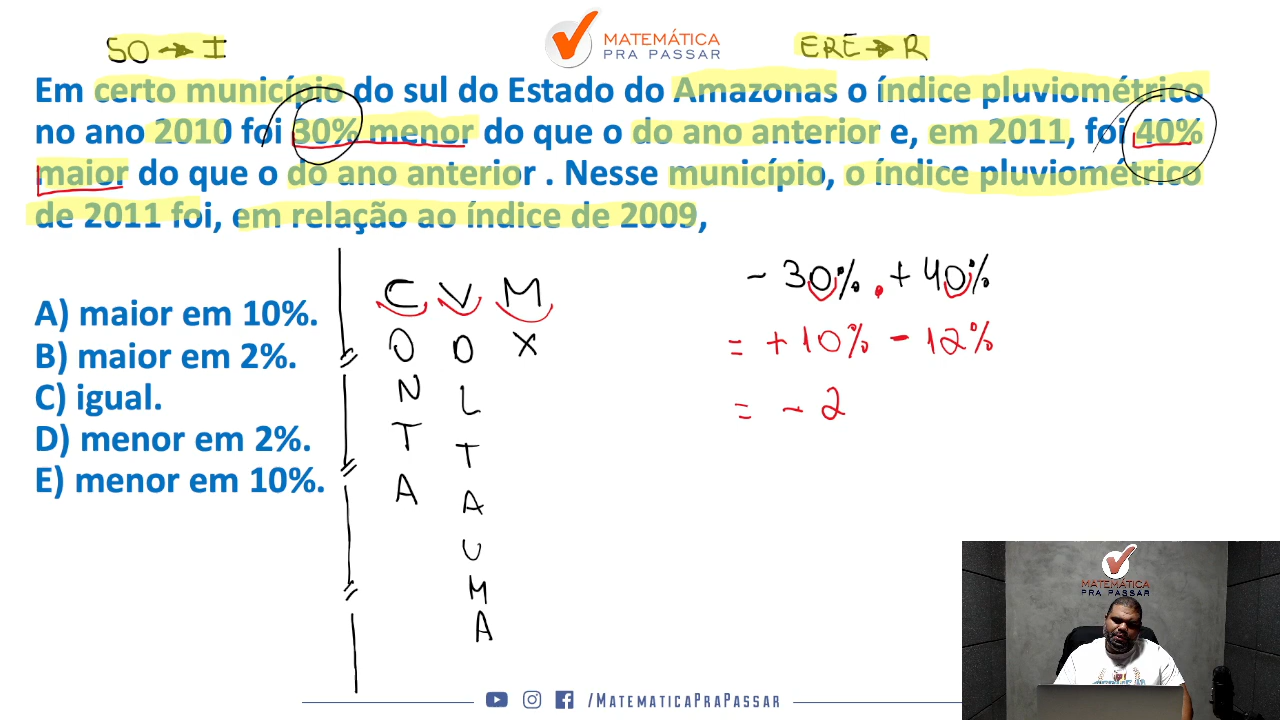 SO → I
MATEMÁTICA
PRA PASSAR
ERE → R
Em certo município do sul do Estado do Amazonas o índice pluviométrico
no ano 2010 foi 30% menor do que o do ano anterior e, em 2011, foi 40%
maior do que o do ano anterior . Nesse município, o índice pluviométrico
de 2011 foi, em relação ao índice de 2009,
A) maior em 10%.
B) maior em 2%.
C) igual.
D) menor em 2%.
E) menor em 10%.
C V M
O O X
N L
T T
A A
U
M
A
- 30% . + 40%
= + 10% - 12%
= - 2
MATEMÁTICA
PRA PASSAR
/MatematicaPraPassar